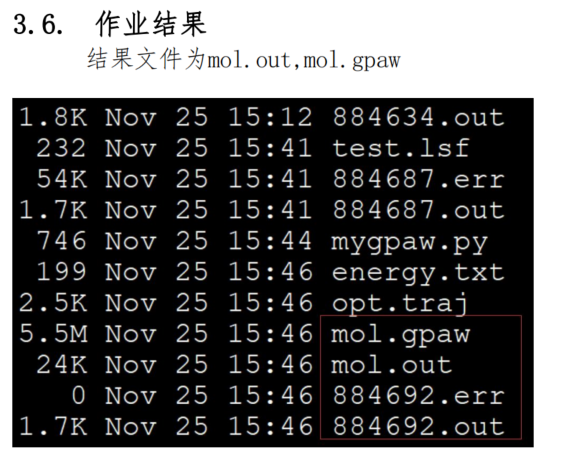 3.6. 作业结果
结果文件为mol.out,mol.gpaw
1.8K Nov 25 15:12 884634.out
232 Nov 25 15:41 test.lsf
54K Nov 25 15:41 884687.err
1.7K Nov 25 15:41 884687.out
746 Nov 25 15:44 mygpaw.py
199 Nov 25 15:46 energy.txt
2.5K Nov 25 15:46 opt.traj
5.5M Nov 25 15:46 mol.gpaw
24K Nov 25 15:46 mol.out
0 Nov 25 15:46 884692.err
1.7K Nov 25 15:46 884692.out